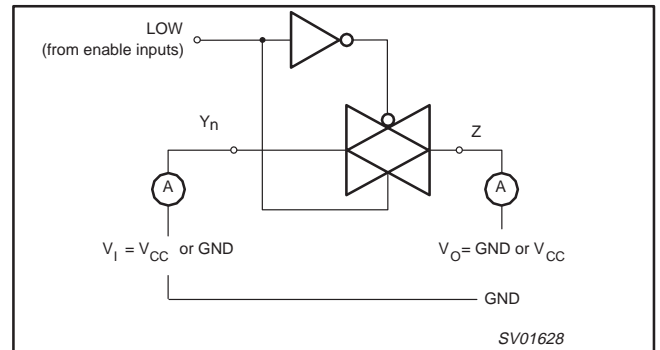 LOW
(from enable inputs)
Yn
Z
A
A
VI = VCC or GND
VO= GND or VCC
GND
SV01628